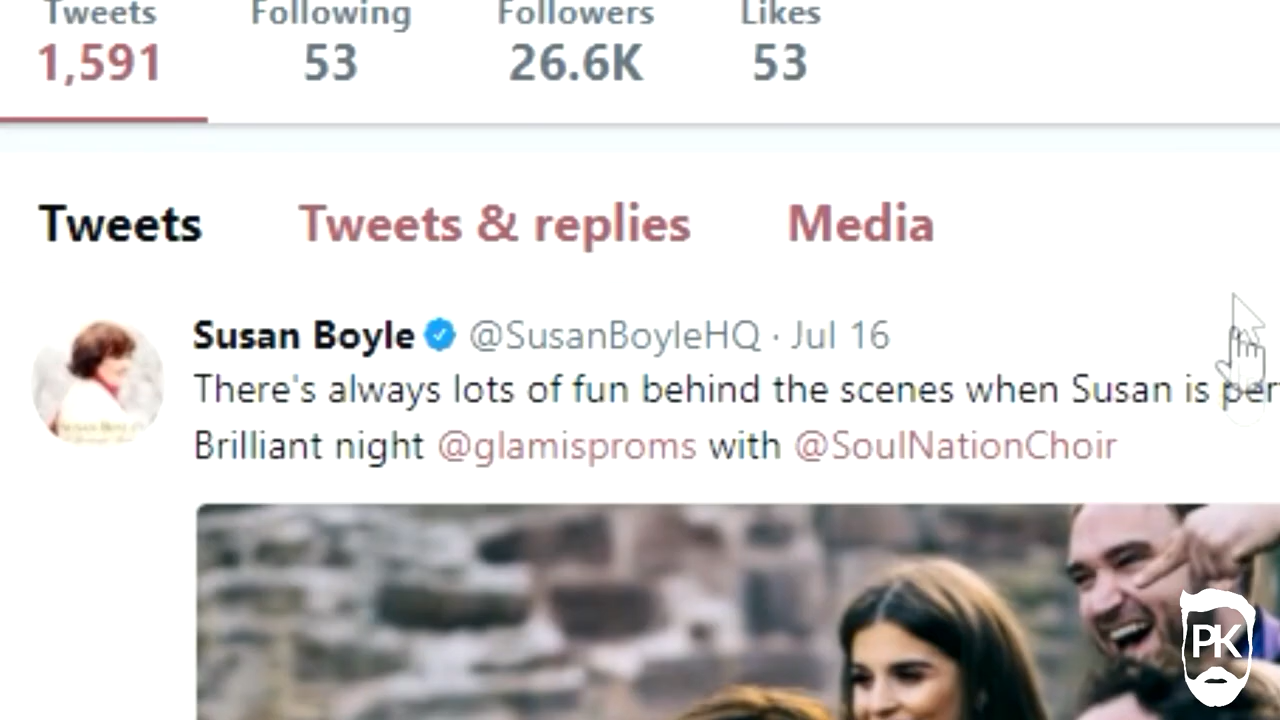 Tweets Following Followers Likes
1,591 53 26.6K 53
Tweets Tweets & replies Media
Susan Boyle @SusanBoyleHQ · Jul 16
There's always lots of fun behind the scenes when Susan is per
Brilliant night @glamisproms with @SoulNationChoir
PK